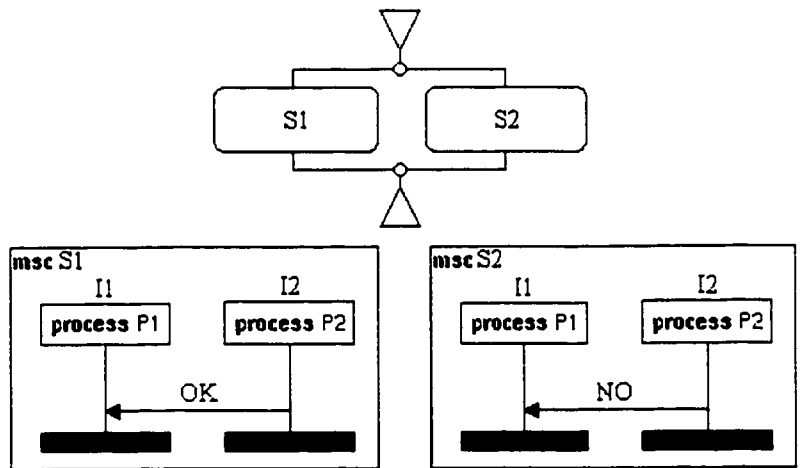 S1 S2
msc S1
I1 I2
process P1 process P2
OK
msc S2
I1 I2
process P1 process P2
NO